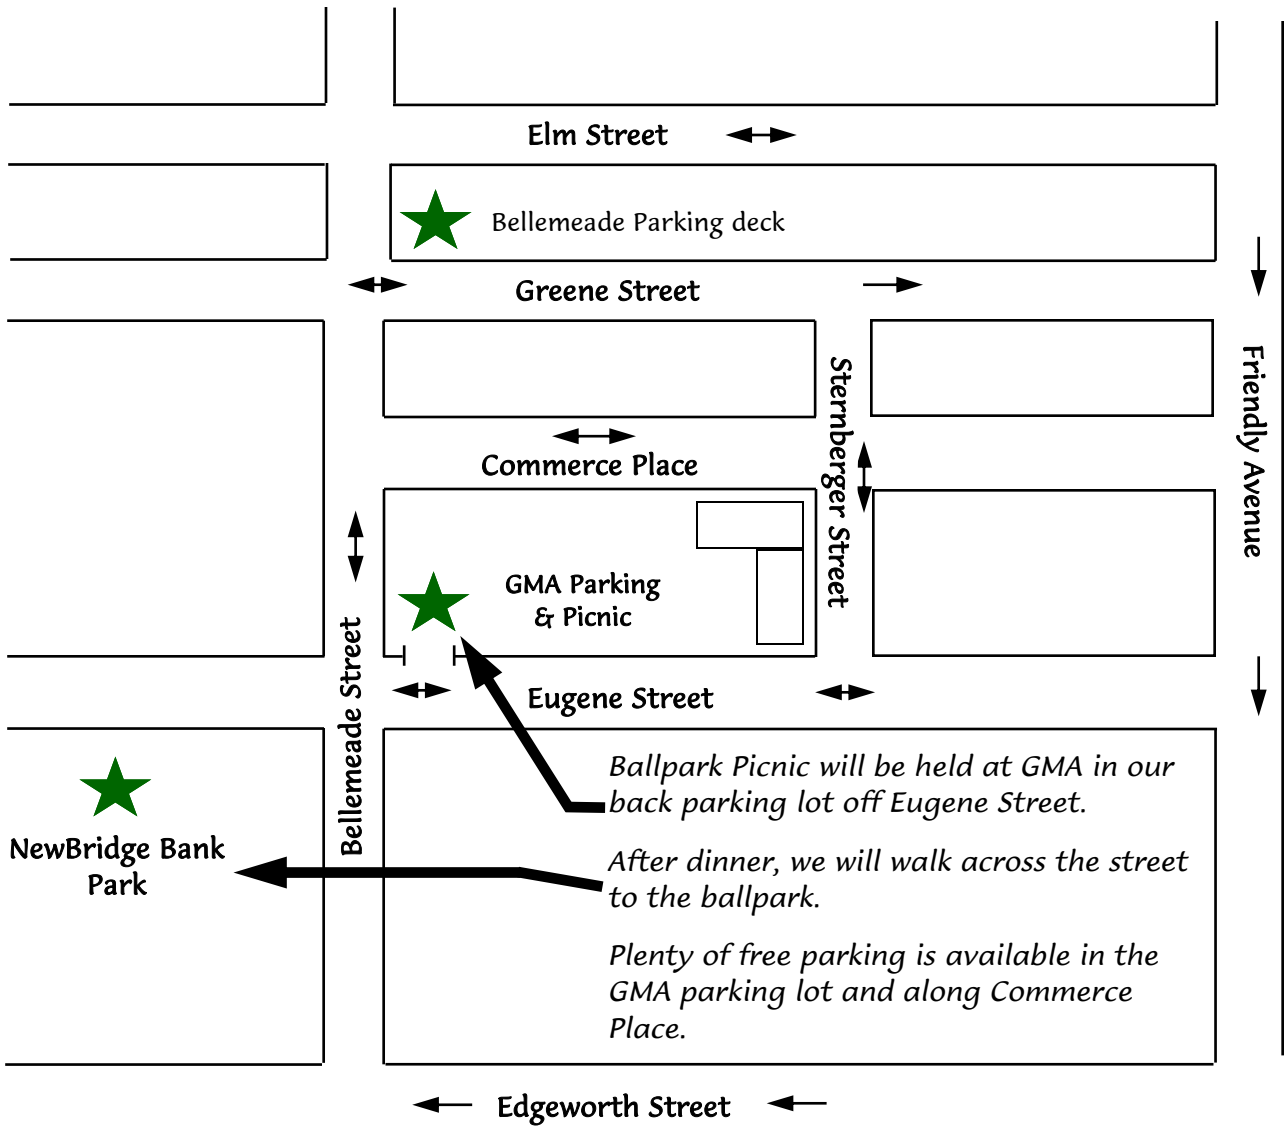 Elm Street
Bellemeade Parking deck
Greene Street
Sternberger Street
Friendly Avenue
Commerce Place
GMA Parking
& Picnic
Bellemeade Street
Eugene Street
Ballpark Picnic will be held at GMA in our
back parking lot off Eugene Street.
NewBridge Bank
Park
After dinner, we will walk across the street
to the ballpark.
Plenty of free parking is available in the
GMA parking lot and along Commerce
Place.
Edgeworth Street